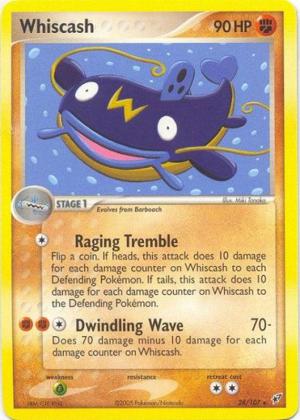 Whiscash 90 HP
Illus. Miki Tanaka
STAGE 1
Evolves from Barboach
Raging Tremble
Flip a coin. If heads, this attack does 10 damage
for each damage counter on Whiscash to the
Defending Pokémon. If tails, this attack does 10
damage for each damage counter on Whiscash to
each Defending Pokémon.
Dwindling Wave 70-
Does 70 damage minus 10 damage for each
damage counter on Whiscash.
weakness resistance retreat cost
©2005 Pokémon/Nintendo
24/107